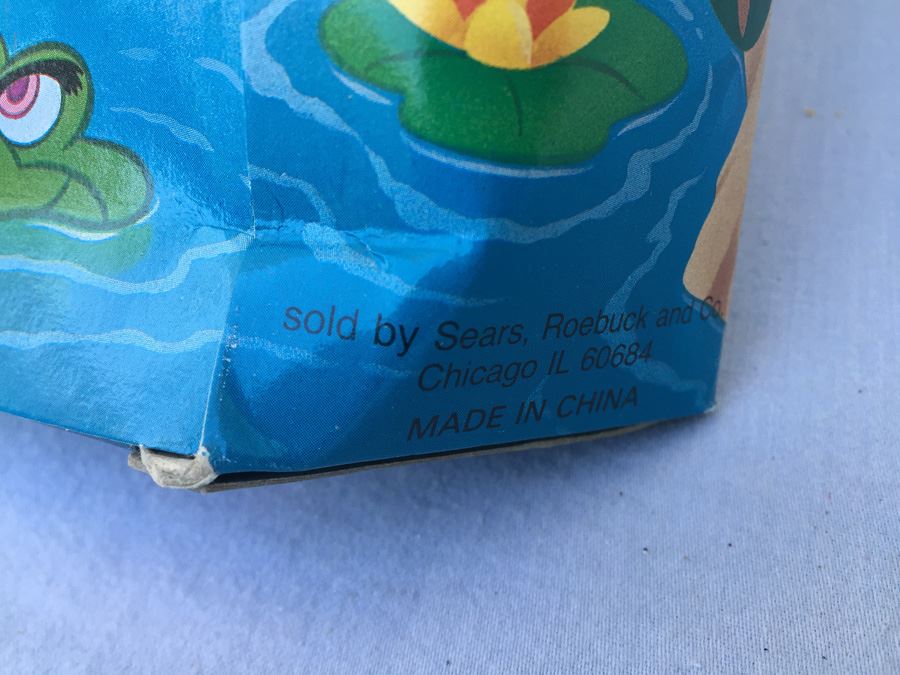 sold by Sears, Roebuck and Co.
Chicago IL 60684
MADE IN CHINA